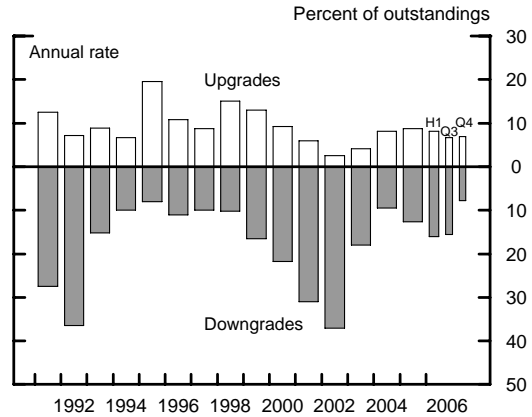 Percent of outstandings
30
Annual rate
20
Upgrades
10
H1
Q3
Q4
0
10
20
30
Downgrades
40
50
1992 1994 1996 1998 2000 2002 2004 2006